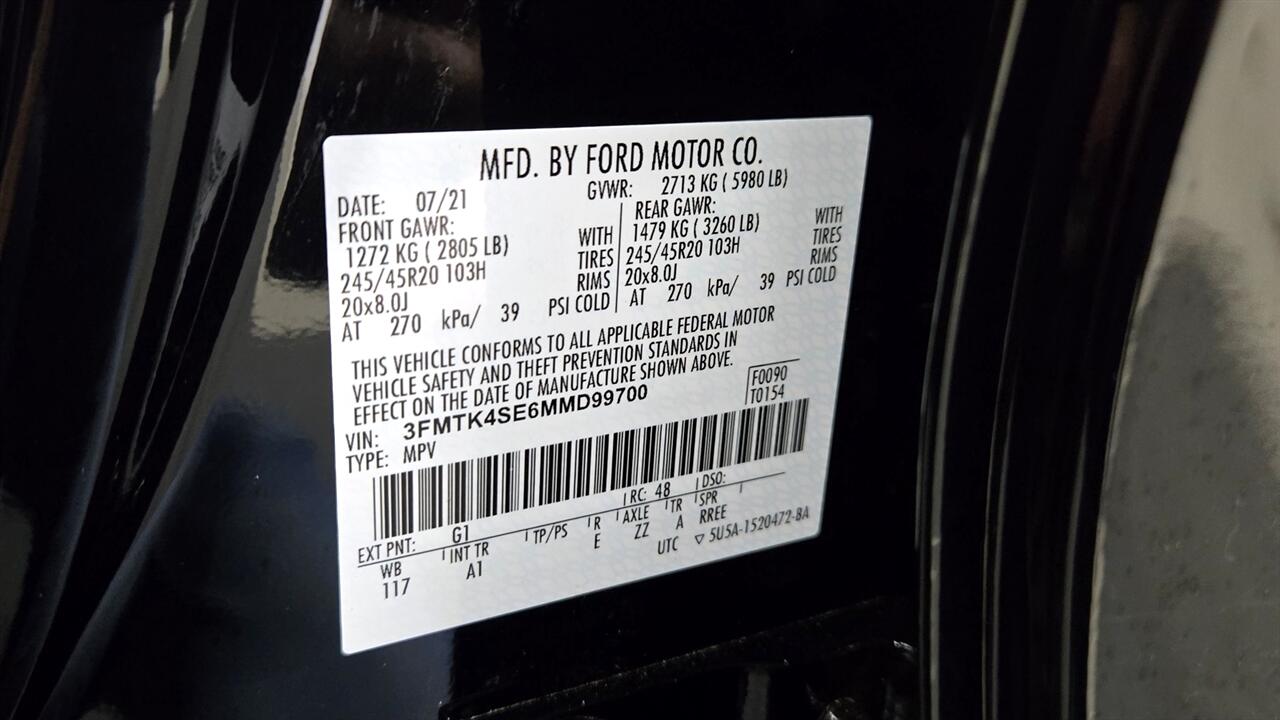 MFD. BY FORD MOTOR CO.
DATE: 07/21 GVWR: 2713 KG ( 5980 LB)
FRONT GAWR: REAR GAWR:
1272 KG ( 2805 LB) WITH 1479 KG ( 3260 LB) WITH
245/45R20 103H TIRES 245/45R20 103H TIRES
20x8.0J RIMS 20x8.0J RIMS
AT 270 kPa/ 39 PSI COLD AT 270 kPa/ 39 PSI COLD
THIS VEHICLE CONFORMS TO ALL APPLICABLE FEDERAL MOTOR
VEHICLE SAFETY AND THEFT PREVENTION STANDARDS IN
EFFECT ON THE DATE OF MANUFACTURE SHOWN ABOVE.
VIN: 3FMTK4SE6MMD99700 F0090
TYPE: MPV T0154
EXT PNT: G1 RC: 48 DSO:
WB INT TR TP/PS R AXLE TR SPR
117 A1 E ZZ A RREE
UTC ▽ 5U5A-1520472-BA